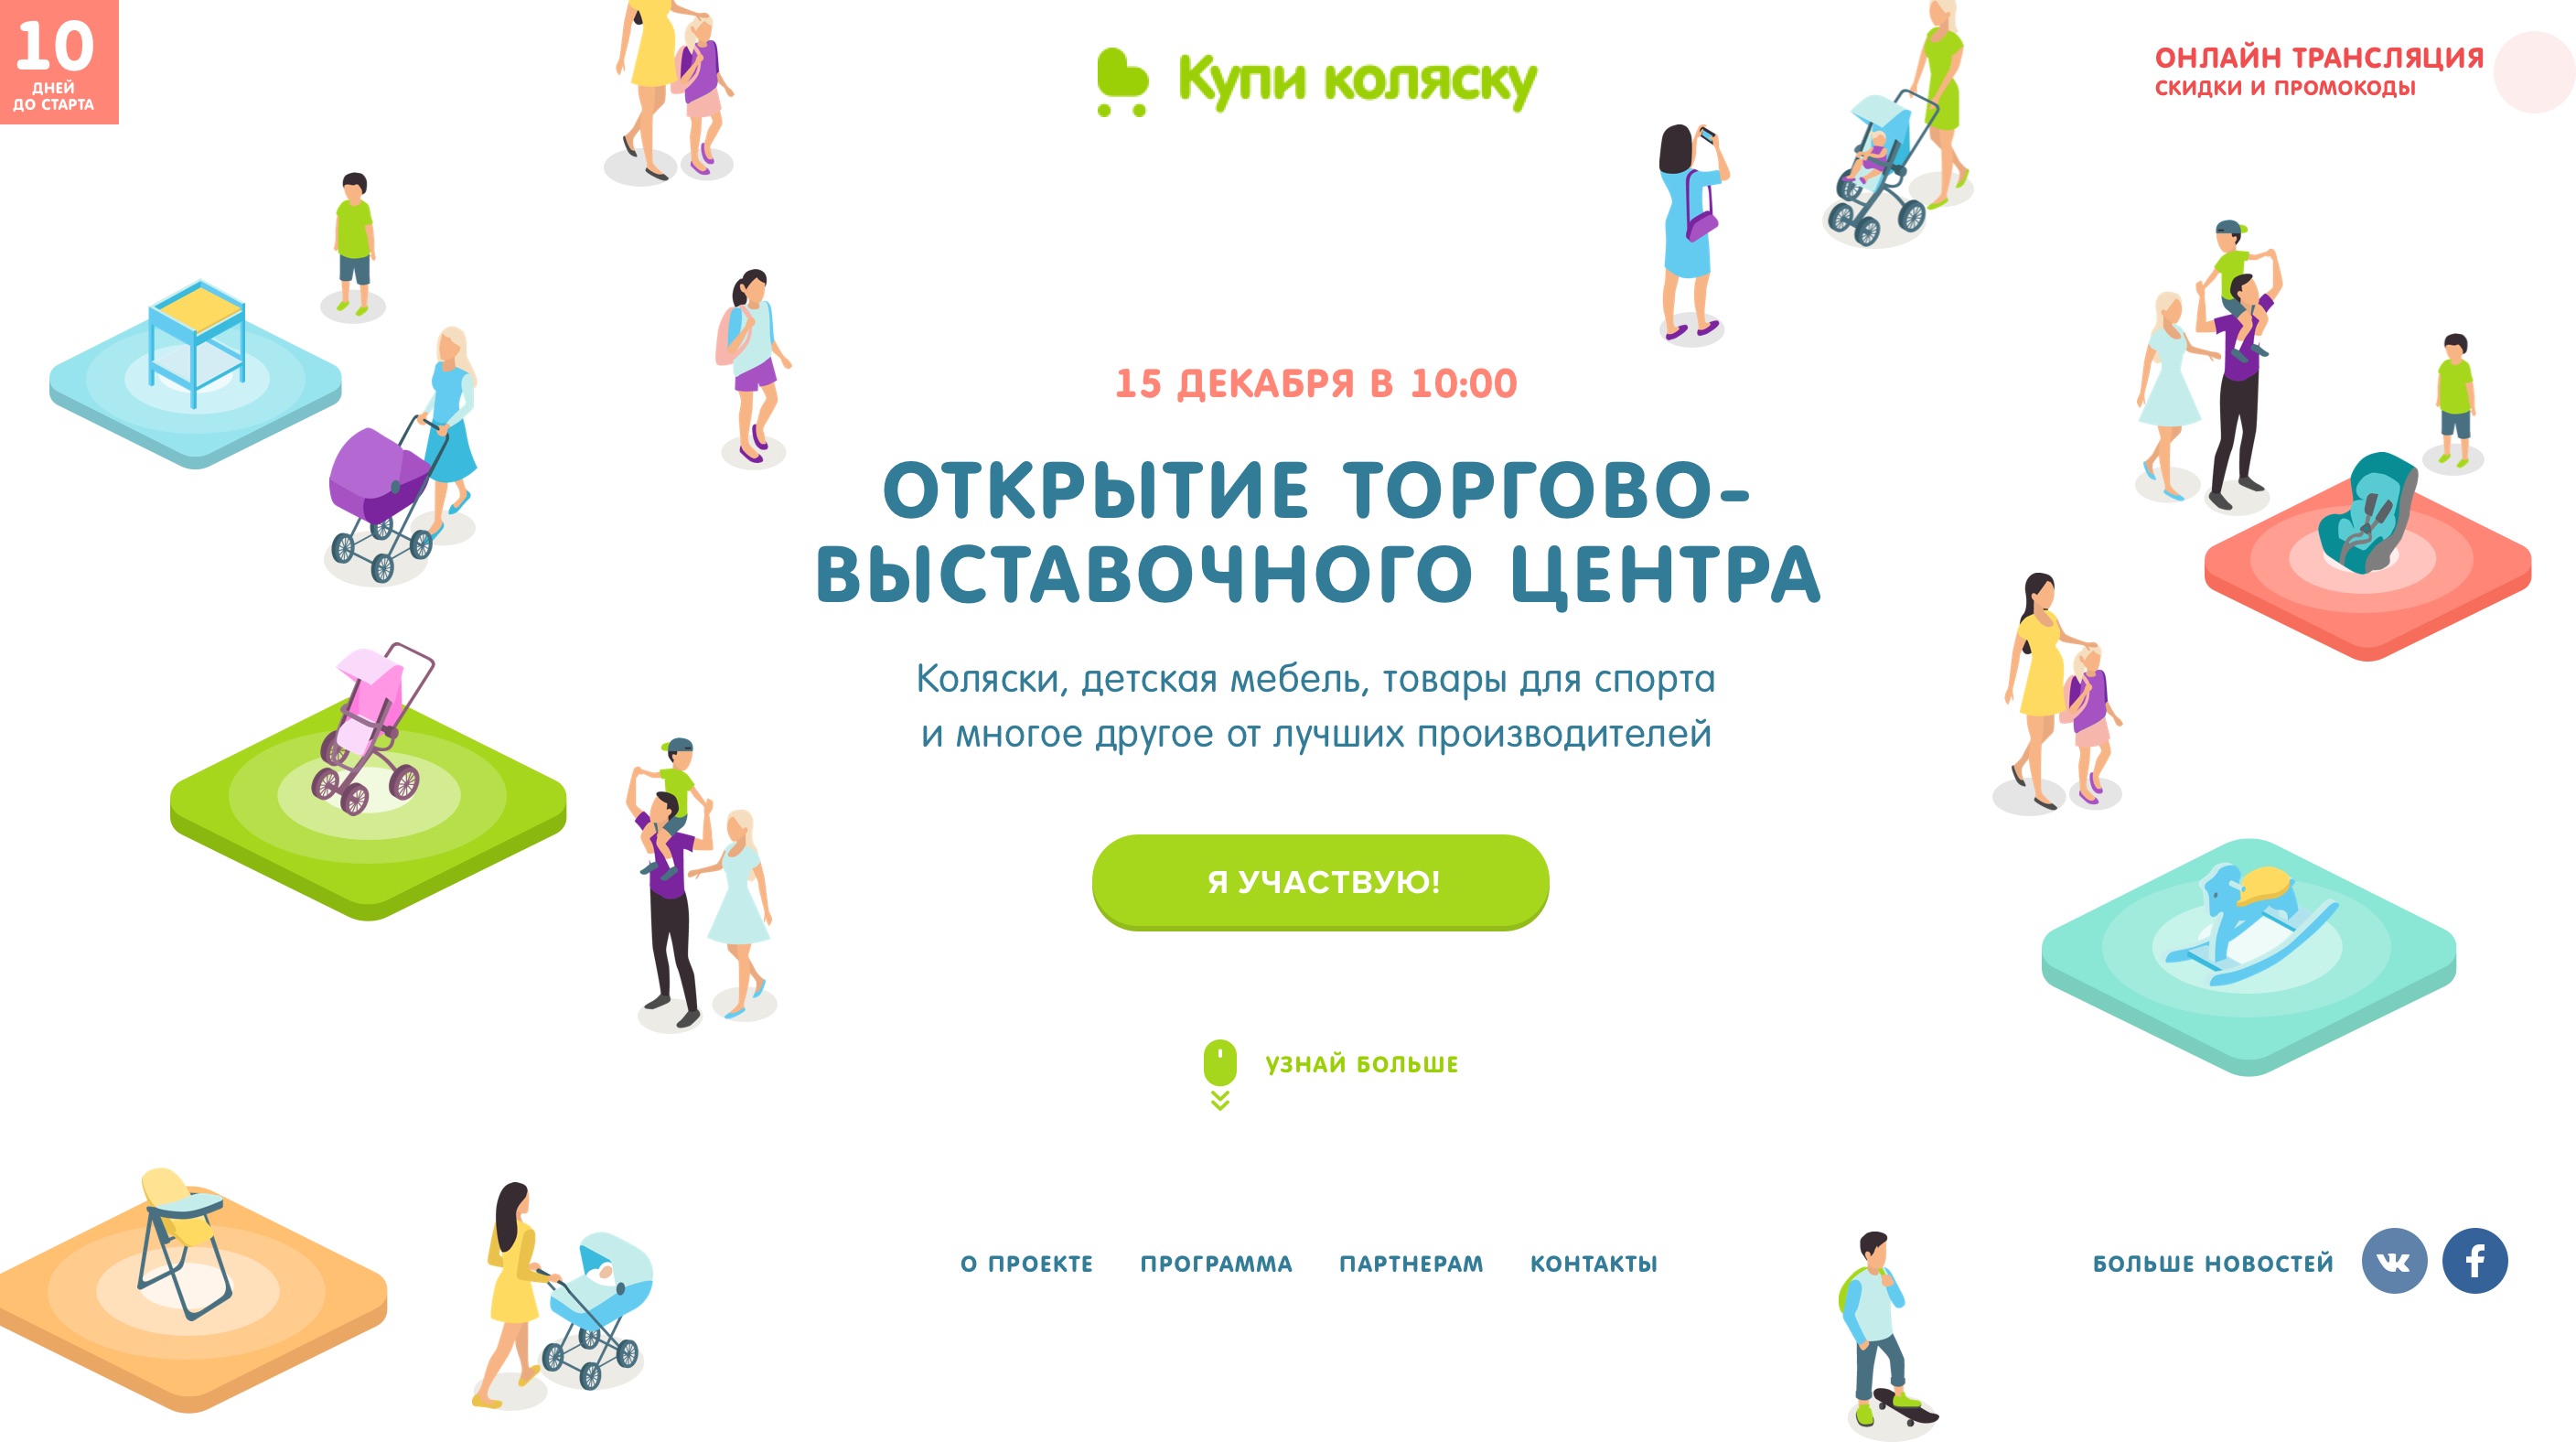 10
ДНЕЙ
ДО СТАРТА
Купи коляску
ОНЛАЙН ТРАНСЛЯЦИЯ
СКИДКИ И ПРОМОКОДЫ
15 ДЕКАБРЯ В 10:00
ОТКРЫТИЕ ТОРГОВО-
ВЫСТАВОЧНОГО ЦЕНТРА
Коляски, детская мебель, товары для спорта
и многое другое от лучших производителей
Я УЧАСТВУЮ!
УЗНАЙ БОЛЬШЕ
О ПРОЕКТЕ ПРОГРАММА ПАРТНЕРАМ КОНТАКТЫ
БОЛЬШЕ НОВОСТЕЙ